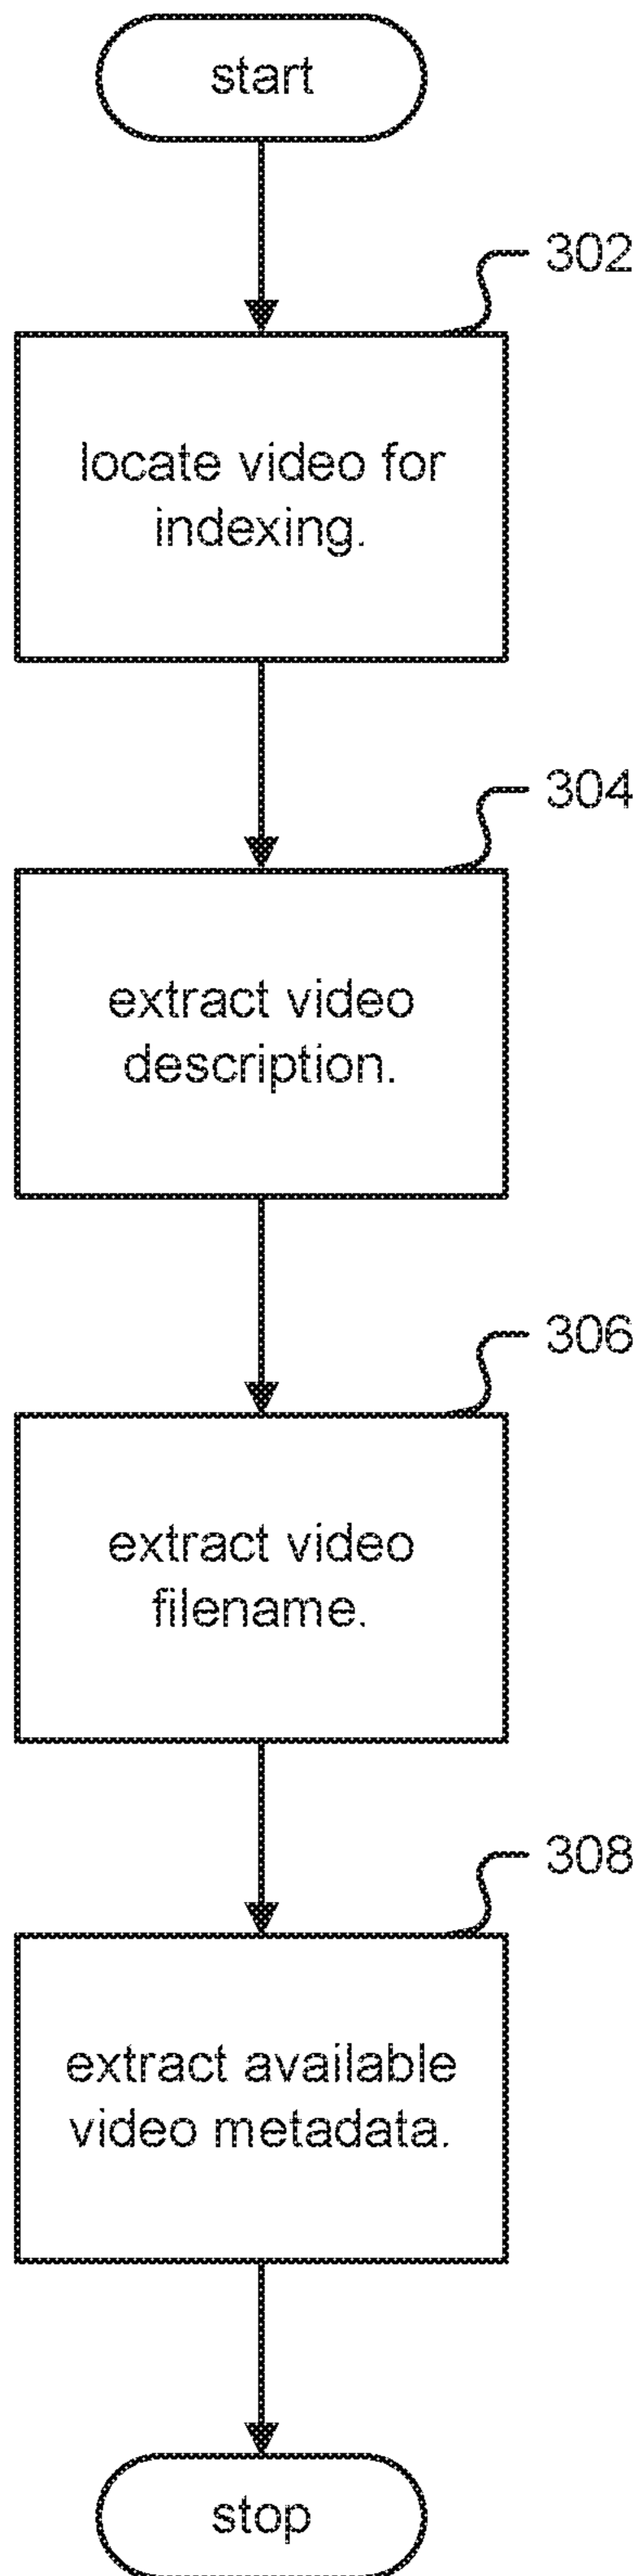 start
302
locate video for
indexing.
304
extract video
description.
306
extract video
filename.
308
extract available
video metadata.
stop